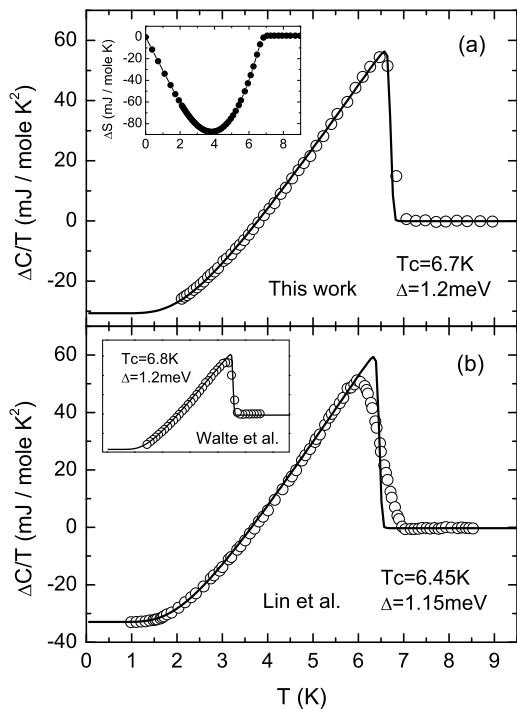 60
40
20
0
-20
ΔC/T (mJ / mole K²)
(a)
0
-20
-40
-60
-80
ΔS (mJ / mole K)
0 2 4 6 8
This work
Tc=6.7K
Δ=1.2meV
60
40
20
0
-20
-40
ΔC/T (mJ / mole K²)
(b)
Tc=6.8K
Δ=1.2meV
Walte et al.
Lin et al.
Tc=6.45K
Δ=1.15meV
0 1 2 3 4 5 6 7 8 9
T (K)